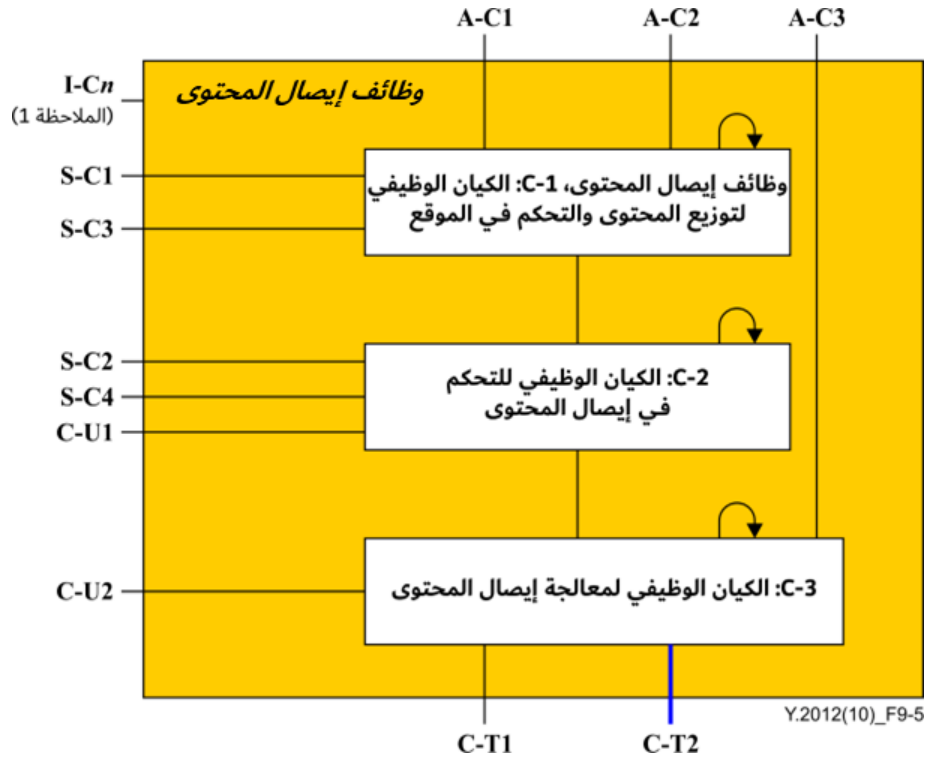 A-C1
A-C2
A-C3
I-Cn
(الملاحظة 1)
وظائف إيصال المحتوى
S-C1
S-C3
وظائف إيصال المحتوى، C-1: الكيان الوظيفي
لتوزيع المحتوى والتحكم في الموقع
S-C2
S-C4
C-U1
C-2: الكيان الوظيفي للتحكم
في إيصال المحتوى
C-U2
C-3: الكيان الوظيفي لمعالجة إيصال المحتوى
Y.2012(10)_F9-5
C-T1
C-T2